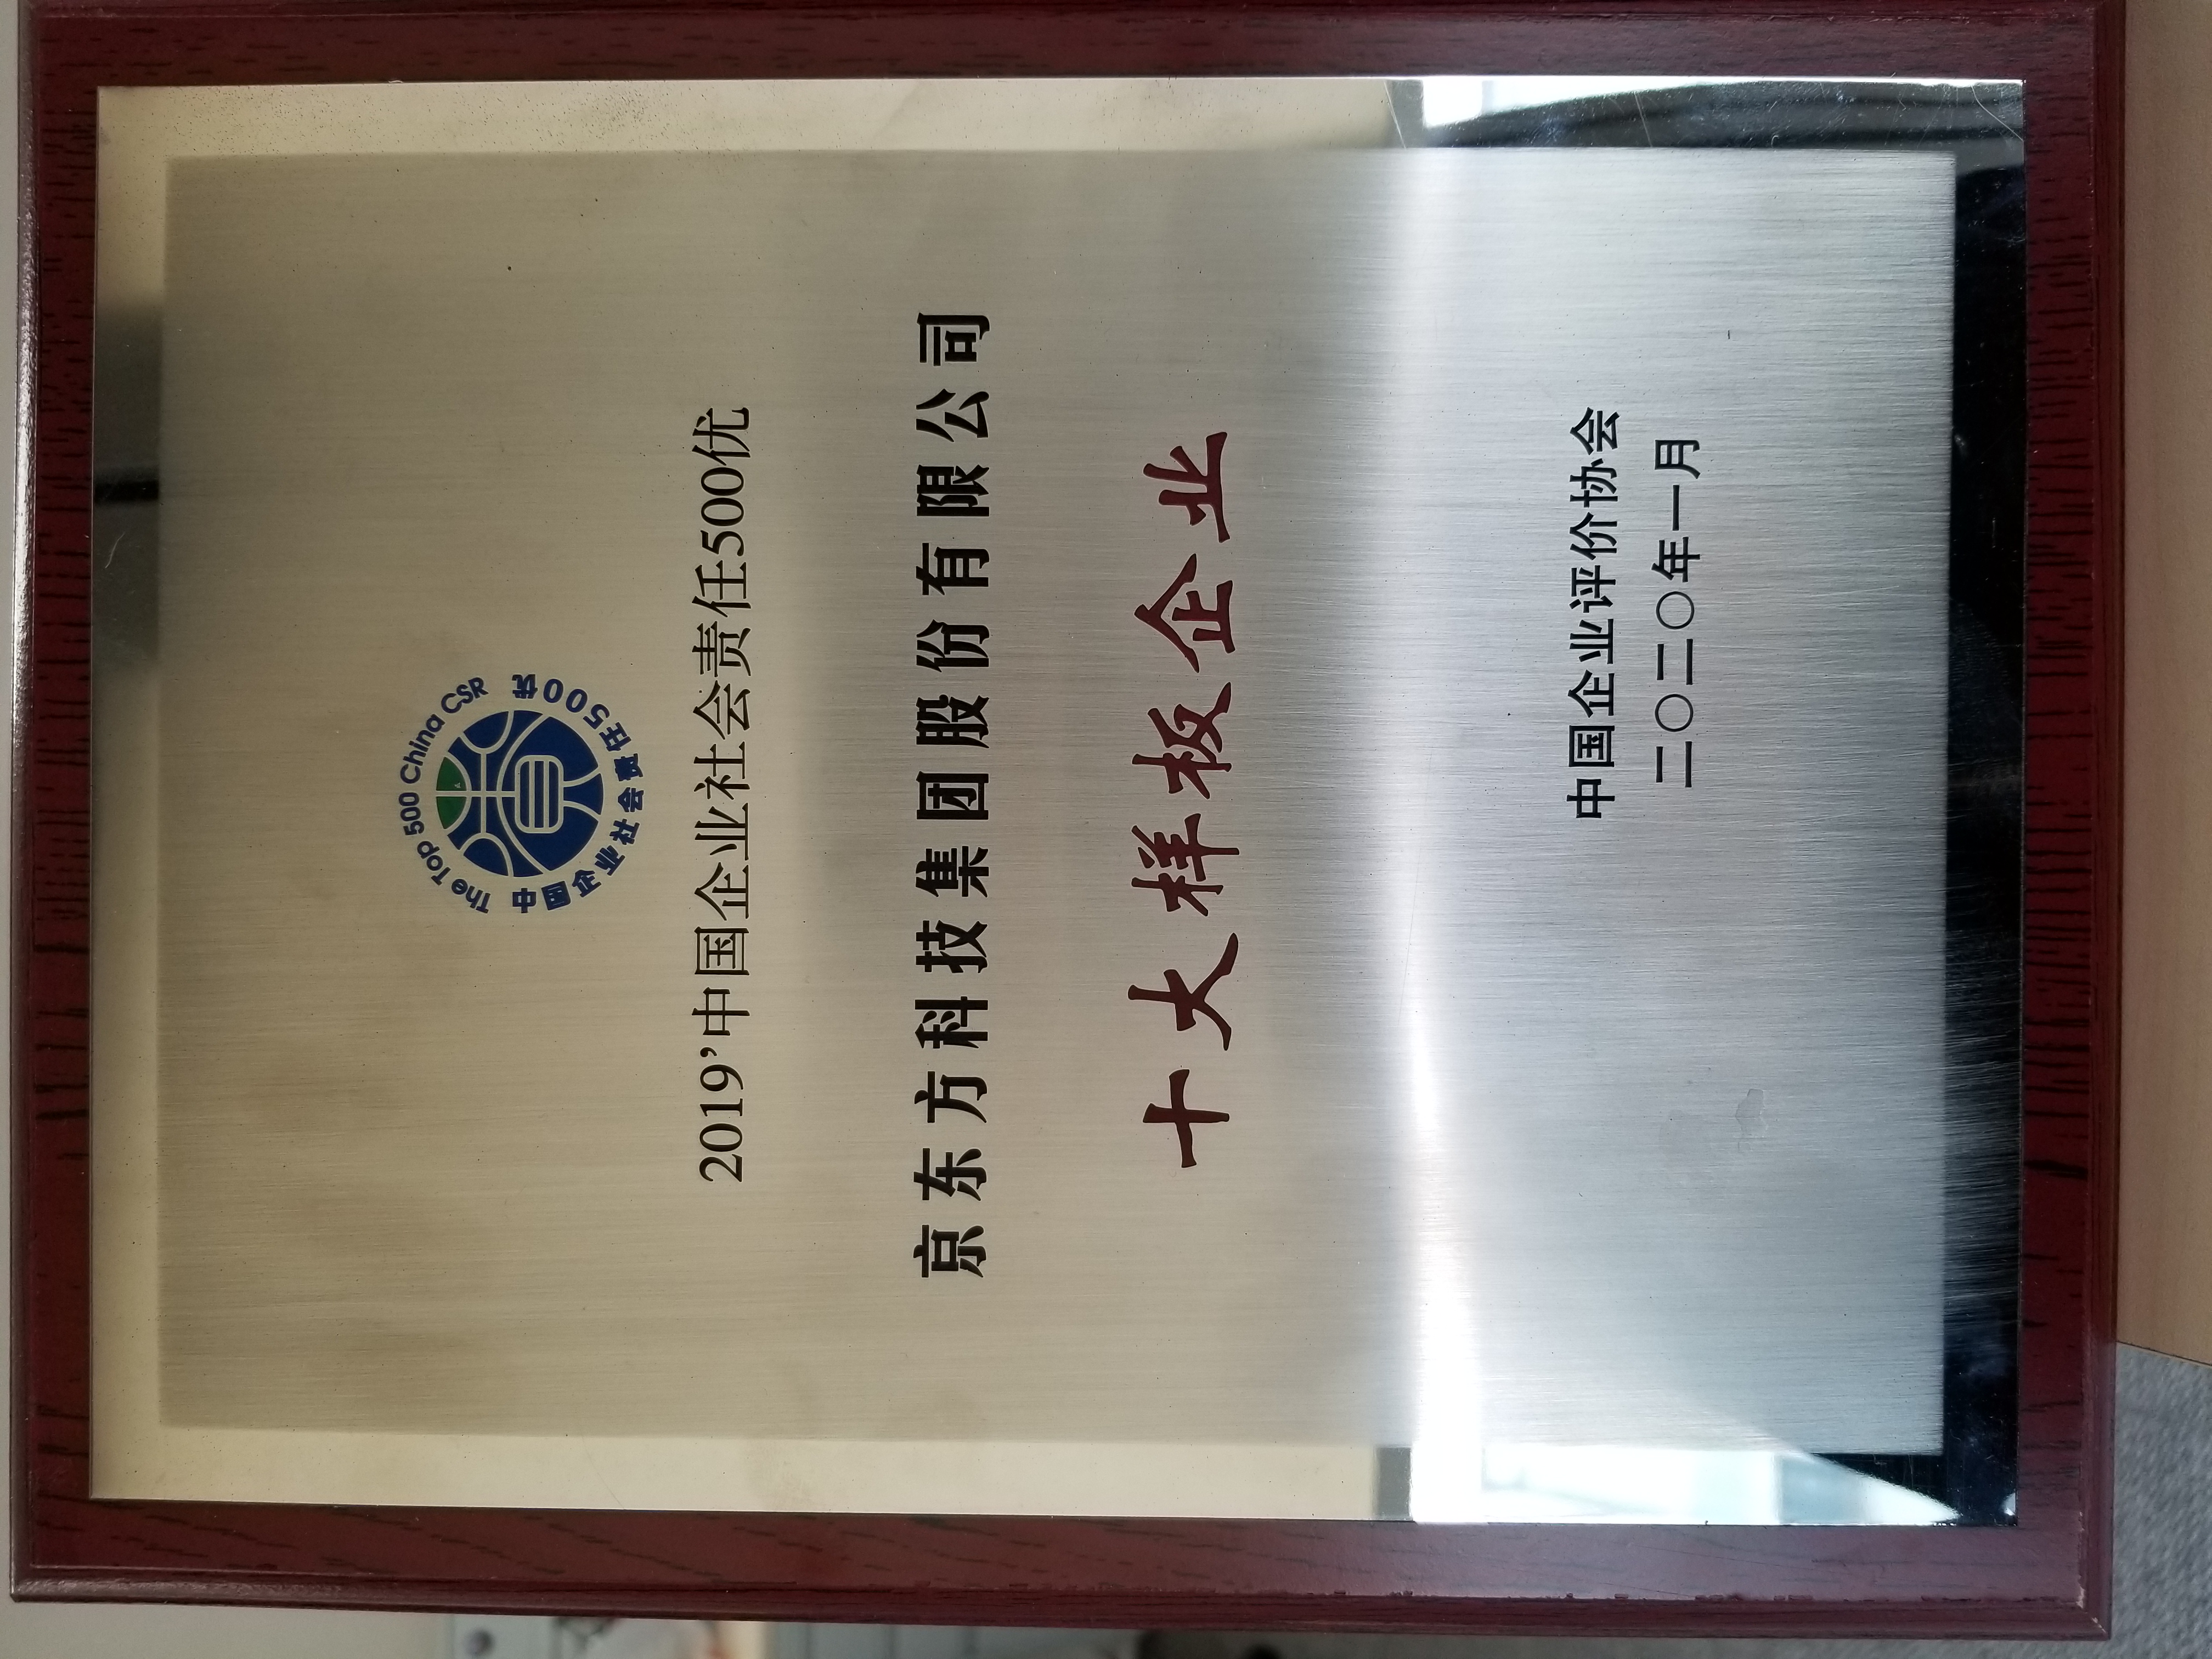 The Top 500 China CSR
中国企业社会责任500优
2019'中国企业社会责任500优
京东方科技集团股份有限公司
十大样板企业
中国企业评价协会
二〇二〇年一月